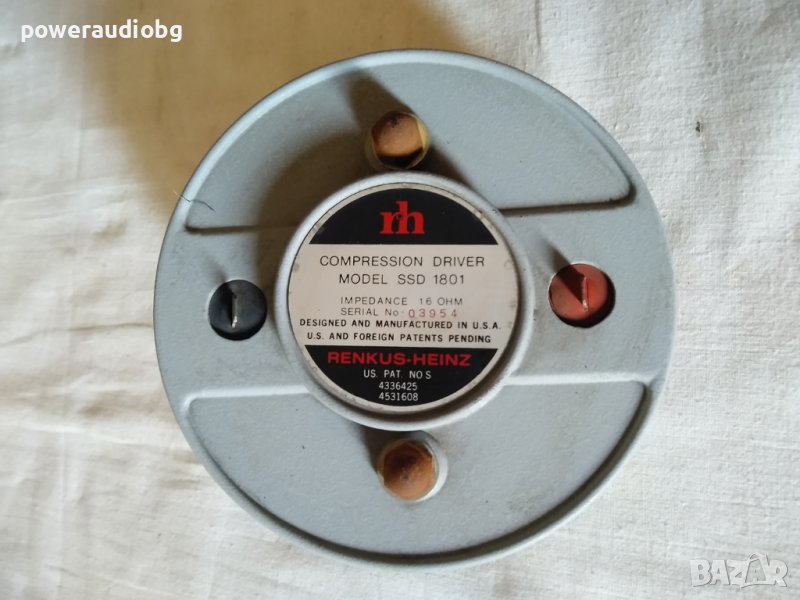 poweraudiobg
rh
COMPRESSION DRIVER
MODEL SSD 1801
IMPEDANCE 16 OHM
SERIAL No. 03954
DESIGNED AND MANUFACTURED IN U.S.A.
U.S. AND FOREIGN PATENTS PENDING
RENKUS-HEINZ
US. PAT. NO S
4336425
4531608
BAZAR